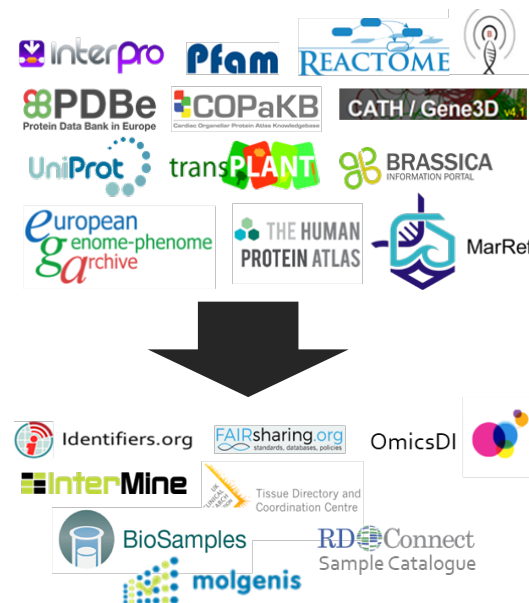 interpro Pfam REACTOME
PDBe COPaKB CATH / Gene3D v4.1
Protein Data Bank in Europe Cardiac Organellar Protein Atlas Knowledgebase
UniProt transPLANT BRASSICA
INFORMATION PORTAL
european
genome-phenome
archive
THE HUMAN
PROTEIN ATLAS
MarRef
Identifiers.org FAIRsharing.org OmicsDI
standards, databases, policies
InterMine
UK CLINICAL
Tissue Directory and
Coordination Centre
BioSamples RD Connect
Sample Catalogue
molgenis